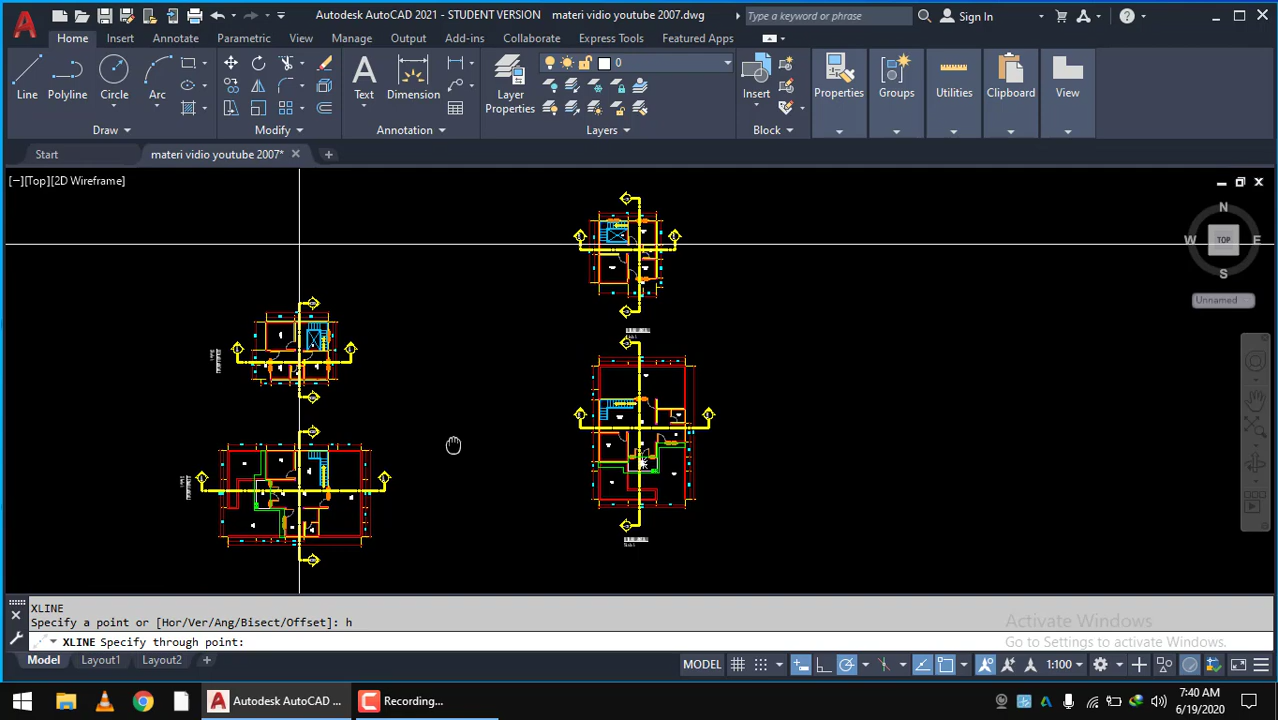 Autodesk AutoCAD 2021 - STUDENT VERSION materi vidio youtube 2007.dwg
Type a keyword or phrase
Sign In
Home Insert Annotate Parametric View Manage Output Add-ins Collaborate Express Tools Featured Apps
0
Line Polyline Circle Arc
Text Dimension
Layer Properties
Insert
Properties Groups Utilities Clipboard View
Draw Modify Annotation Layers Block
Start materi vidio youtube 2007*
[−][Top][2D Wireframe]
N
W TOP E
S
Unnamed
XLINE
Specify a point or [Hor/Ver/Ang/Bisect/Offset]: h
XLINE Specify through point:
Activate Windows
Go to Settings to activate Windows.
Model Layout1 Layout2
MODEL 1:100
Autodesk AutoCAD ... Recording...
7:40 AM
6/19/2020